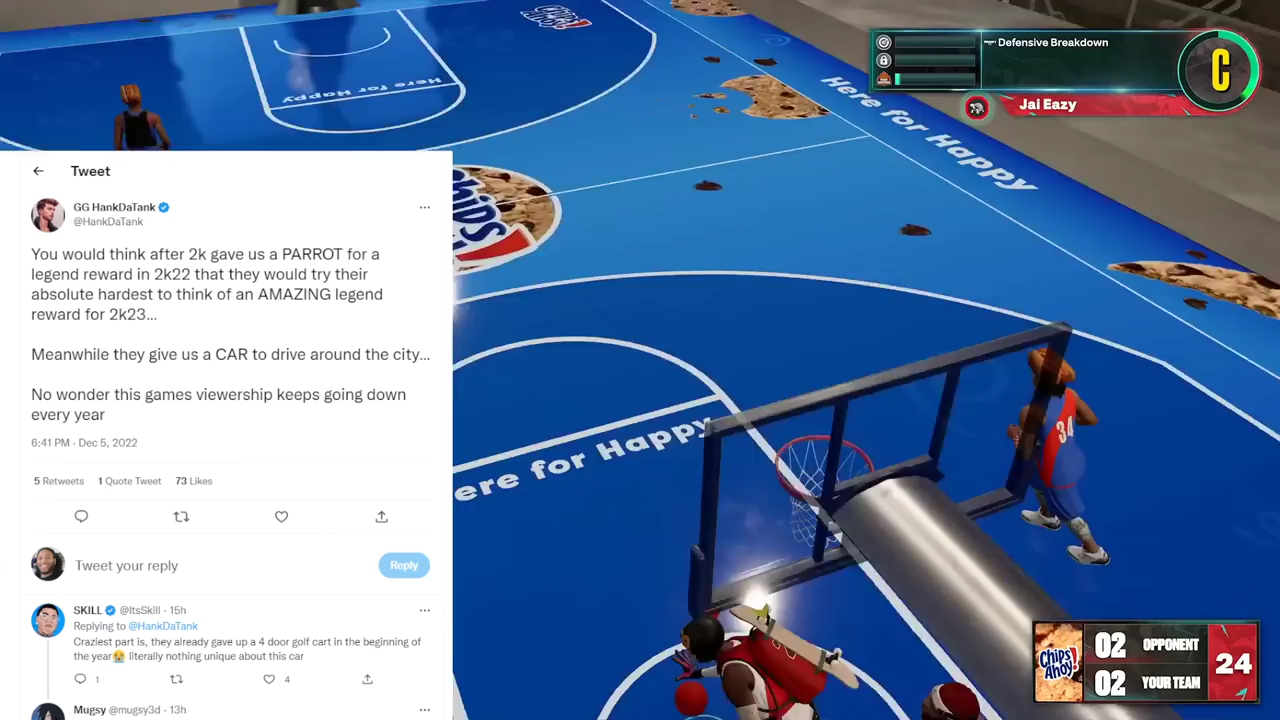 CHIPS AHOY!
Here for Happy
Here for Happy
Defensive Breakdown
C
Jai Eazy
Chips
Here for Happy
34
Tweet
GG HankDaTank
@HankDaTank
You would think after 2k gave us a PARROT for a
legend reward in 2k22 that they would try their
absolute hardest to think of an AMAZING legend
reward for 2k23...
Meanwhile they give us a CAR to drive around the city...
No wonder this games viewership keeps going down
every year
6:41 PM · Dec 5, 2022
5 Retweets 1 Quote Tweet 73 Likes
Tweet your reply
Reply
SKILL @ItsSkill · 15h
Replying to @HankDaTank
Craziest part is, they already gave up a 4 door golf cart in the beginning of
the year😭 literally nothing unique about this car
1 4
Mugsy @mugsy3d · 13h
Chips Ahoy!
02 OPPONENT
02 YOUR TEAM
24